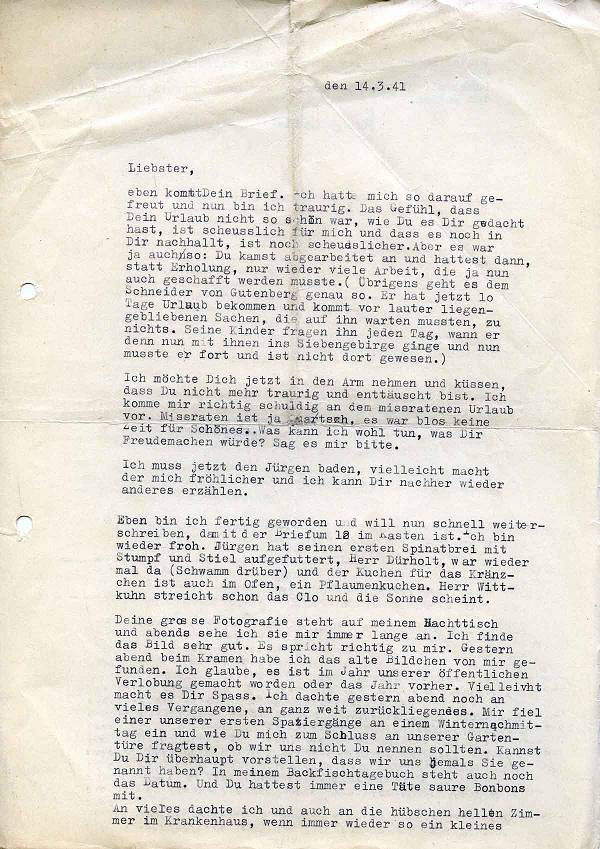 den 14.3.41
Liebster,
eben kommtDein Brief. Ich hatte mich so darauf ge-
freut und nun bin ich traurig. Das Gefühl, dass
Dein Urlaub nicht so schön war, wie Du es Dir gedacht
hast, ist scheusslich für mich und dass es noch in
Dir nachhallt, ist noch scheusslicher.Aber es war
ja auch so: Du kamst abgearbeitet an und hattest dann,
statt Erholung, nur wieder viele Arbeit, die ja nun
auch geschafft werden musste.( Übrigens geht es dem
Schneider von Gutenberg genau so. Er hat jetzt lo
Tage Urlaub bekommen und kommt vor lauter liegen-
gebliebenen Sachen, die auf ihn warten mussten, zu
nichts. Seine Kinder fragen ihn jeden Tag, wann er
denn nun mit ihnen ins Siebengebirge ginge und nun
musste er fort und ist nicht dort gewesen.)
Ich möchte Dich jetzt in den Arm nehmen und küssen,
dass Du nicht mehr traurig und enttäuscht bist. Ich
komme mir richtig schuldig an dem missratenen Urlaub
vor. Missraten ist ja Quartsch, es war blos keine
Zeit für Schönes..Was kann ich wohl tun, was Dir
Freudemachen würde? Sag es mir bitte.
Ich muss jetzt den Jürgen baden, vielleicht macht
der mich fröhlicher und ich kann Dir nachher wieder
anderes erzählen.
Eben bin ich fertig geworden und will nun schnell weiter-
schreiben, damit der Briefum 12 im Kasten ist.Ich bin
wieder froh. Jürgen hat seinen ersten Spinatbrei mit
Stumpf und Stiel aufgefuttert, Herr Dürholt, war wieder
mal da (Schwamm drüber) und der Kuchen für das Kränz-
chen ist auch im Ofen, ein Pflaumenkuchen. Herr Witt-
kuhn streicht schon das Clo und die Sonne scheint.
Deine grosse Fotografie steht auf meinem Nachttisch
und abends sehe ich sie mir immer lange an. Ich finde
das Bild sehr gut. Es spricht richtig zu mir. Gestern
abend beim Kramen habe ich das alte Bildchen von mir ge-
funden. Ich glaube, es ist im Jahr unserer öffentlichen
Verlobung gemacht worden oder das Jahr vorher. Vielleivht
macht es Dir Spass. Ich dachte gestern abend noch an
vieles Vergangene, an ganz weit zurückliegendes. Mir fiel
einer unserer ersten Spaziergänge an einem Winternachmit-
tag ein und wie Du mich zum Schluss an unserer Garten-
türe fragtest, ob wir uns nicht Du nennen sollten. Kannst
Du Dir überhaupt vorstellen, dass wir uns jemals Sie ge-
nannt haben? In meinem Backfischtagebuch steht auch noch
das Datum. Und Du hattest immer eine Täte saure Bonbons
mit.
An vieles dachte ich und auch an die hübschen hellen Zim-
mer im Krankenhaus, wenn immer wieder so ein kleines